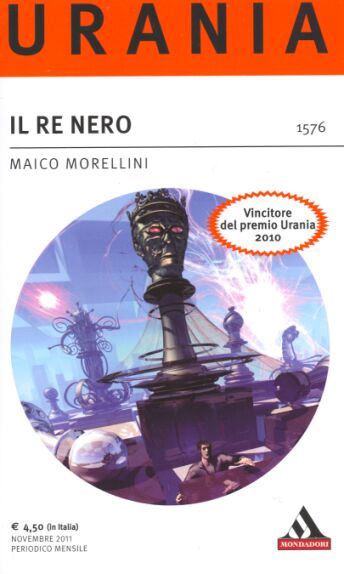 URANIA
IL RE NERO
1576
MAICO MORELLINI
Vincitore
del premio Urania
2010
€ 4,50 (in Italia)
NOVEMBRE 2011
PERIODICO MENSILE
MONDADORI